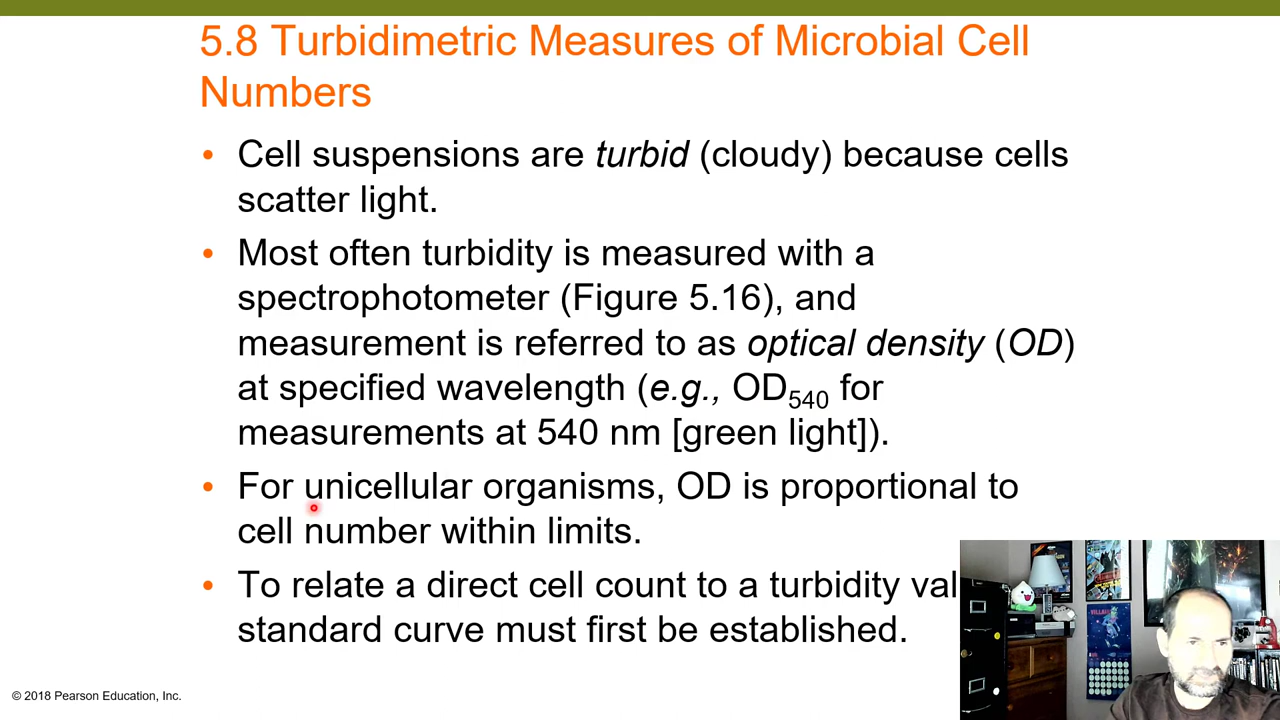 5.8 Turbidimetric Measures of Microbial Cell
Numbers
• Cell suspensions are turbid (cloudy) because cells
scatter light.
• Most often turbidity is measured with a
spectrophotometer (Figure 5.16), and
measurement is referred to as optical density (OD)
at specified wavelength (e.g., OD540 for
measurements at 540 nm [green light]).
• For unicellular organisms, OD is proportional to
cell number within limits.
• To relate a direct cell count to a turbidity
standard curve must first be established.
© 2018 Pearson Education, Inc.